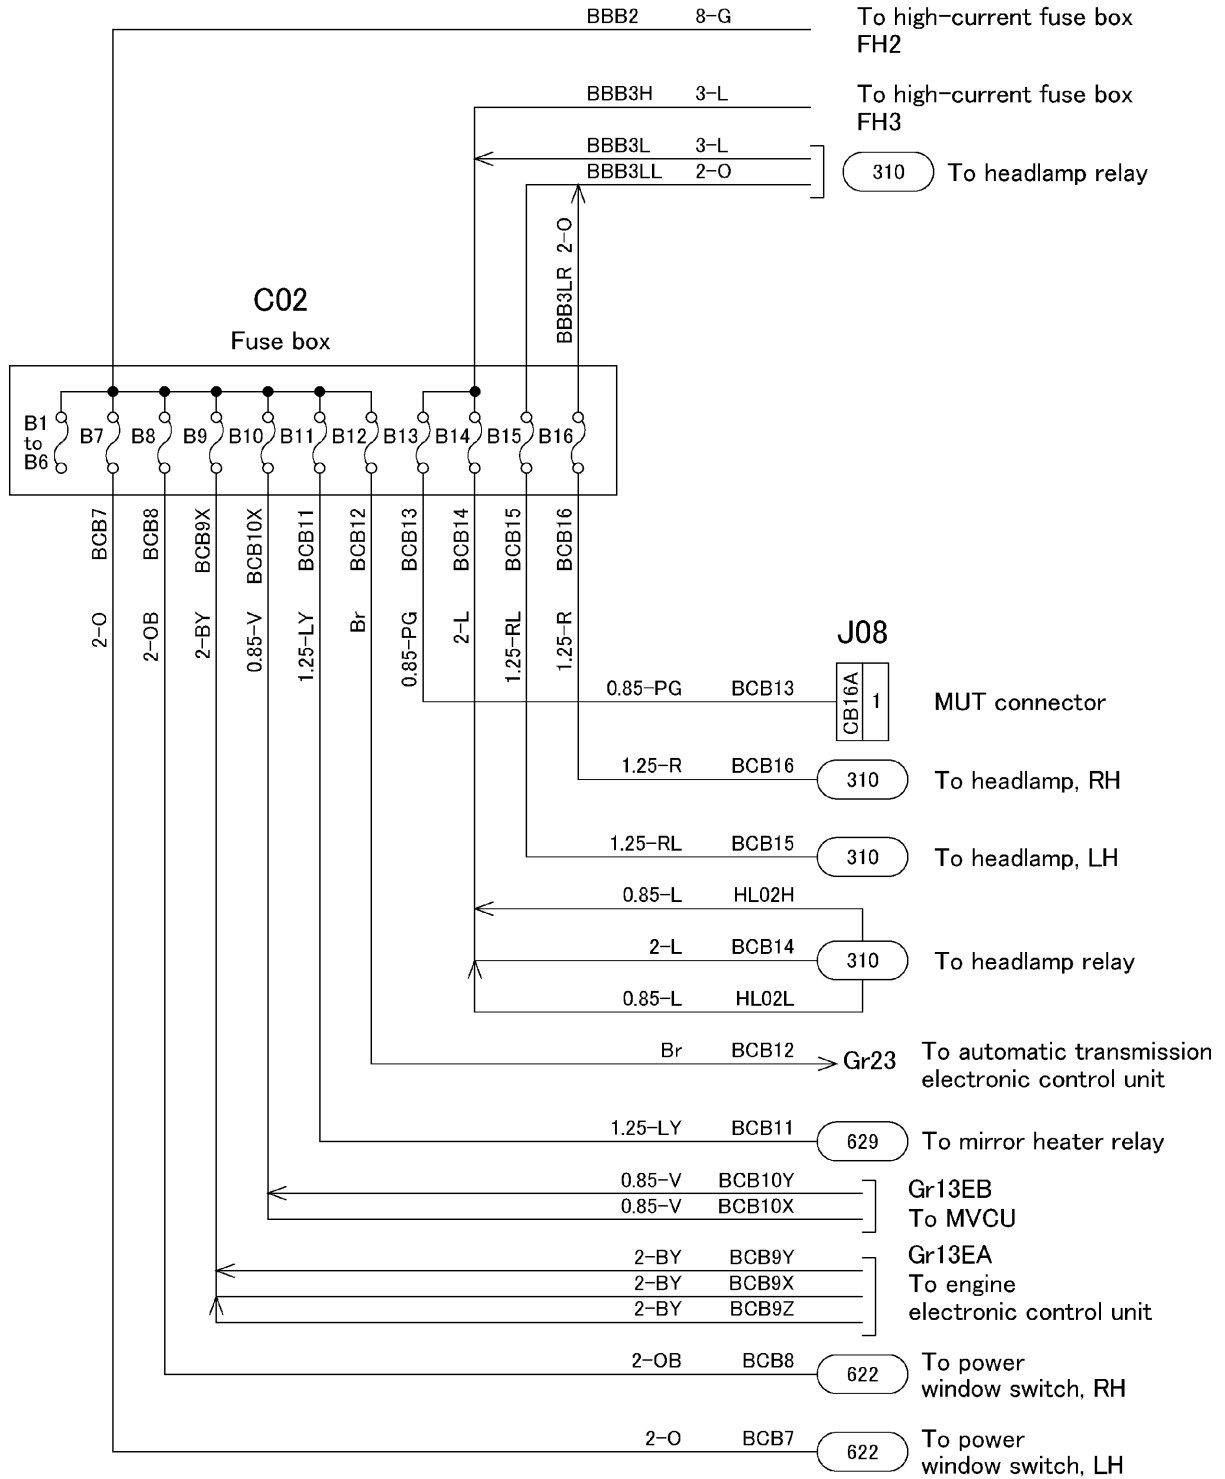 BBB2 8-G To high-current fuse box
FH2
BBB3H 3-L To high-current fuse box
FH3
BBB3L 3-L
BBB3LL 2-O 310 To headlamp relay
BBB3LR 2-O
C02
Fuse box
B1
to
B6
B7 B8 B9 B10 B11 B12 B13 B14 B15 B16
BCB7 BCB8 BCB9X BCB10X BCB11 BCB12 BCB13 BCB14 BCB15 BCB16
2-O 2-OB 2-BY 0.85-V 1.25-LY Br 0.85-PG 2-L 1.25-RL 1.25-R
J08
0.85-PG BCB13 CB16A 1 MUT connector
1.25-R BCB16 310 To headlamp, RH
1.25-RL BCB15 310 To headlamp, LH
0.85-L HL02H
2-L BCB14 310 To headlamp relay
0.85-L HL02L
Br BCB12 Gr23 To automatic transmission
electronic control unit
1.25-LY BCB11 629 To mirror heater relay
0.85-V BCB10Y Gr13EB
0.85-V BCB10X To MVCU
2-BY BCB9Y Gr13EA
2-BY BCB9X To engine
2-BY BCB9Z electronic control unit
2-OB BCB8 622 To power
window switch, RH
2-O BCB7 622 To power
window switch, LH